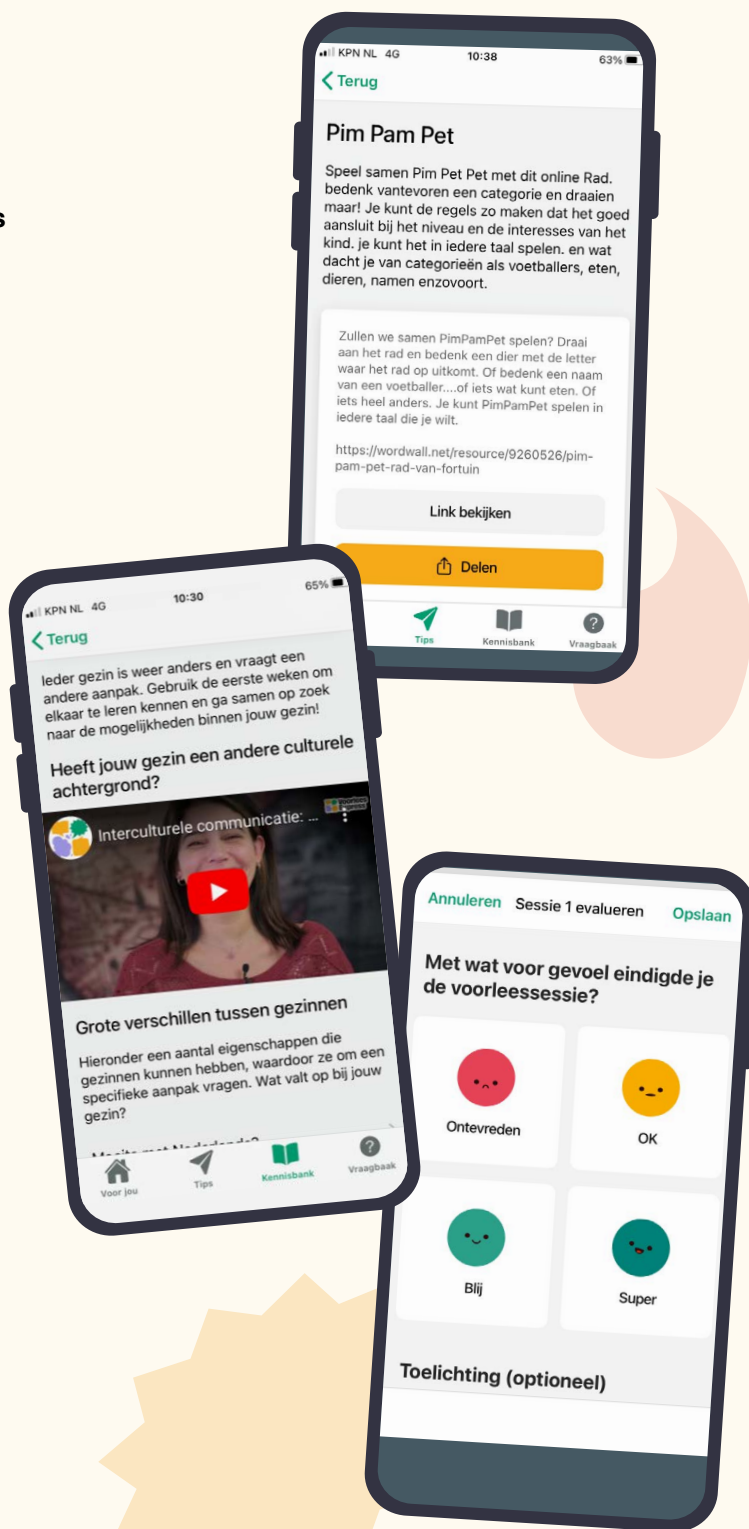 s
KPN NL 4G 10:38 63%
Terug
Pim Pam Pet
Speel samen Pim Pet Pet met dit online Rad.
bedenk vantevoren een categorie en draaien
maar! Je kunt de regels zo maken dat het goed
aansluit bij het niveau en de interesses van het
kind. je kunt het in iedere taal spelen. en wat
dacht je van categorieën als voetballers, eten,
dieren, namen enzovoort.
Zullen we samen PimPamPet spelen? Draai
aan het rad en bedenk een dier met de letter
waar het rad op uitkomt. Of bedenk een naam
van een voetballer....of iets wat kunt eten. Of
iets heel anders. Je kunt PimPamPet spelen in
iedere taal die je wilt.
https://wordwall.net/resource/9260526/pim-
pam-pet-rad-van-fortuin
Link bekijken
Delen
Tips Kennisbank Vraagbaak
KPN NL 4G 10:30 65%
Terug
Ieder gezin is weer anders en vraagt een
andere aanpak. Gebruik de eerste weken om
elkaar te leren kennen en ga samen op zoek
naar de mogelijkheden binnen jouw gezin!
Heeft jouw gezin een andere culturele
achtergrond?
Interculturele communicatie: ...
Grote verschillen tussen gezinnen
Hieronder een aantal eigenschappen die
gezinnen kunnen hebben, waardoor ze om een
specifieke aanpak vragen. Wat valt op bij jouw
gezin?
Voor jou Tips Kennisbank Vraagbaak
Annuleren Sessie 1 evalueren Opslaan
Met wat voor gevoel eindigde je
de voorleessessie?
Ontevreden OK
Blij Super
Toelichting (optioneel)